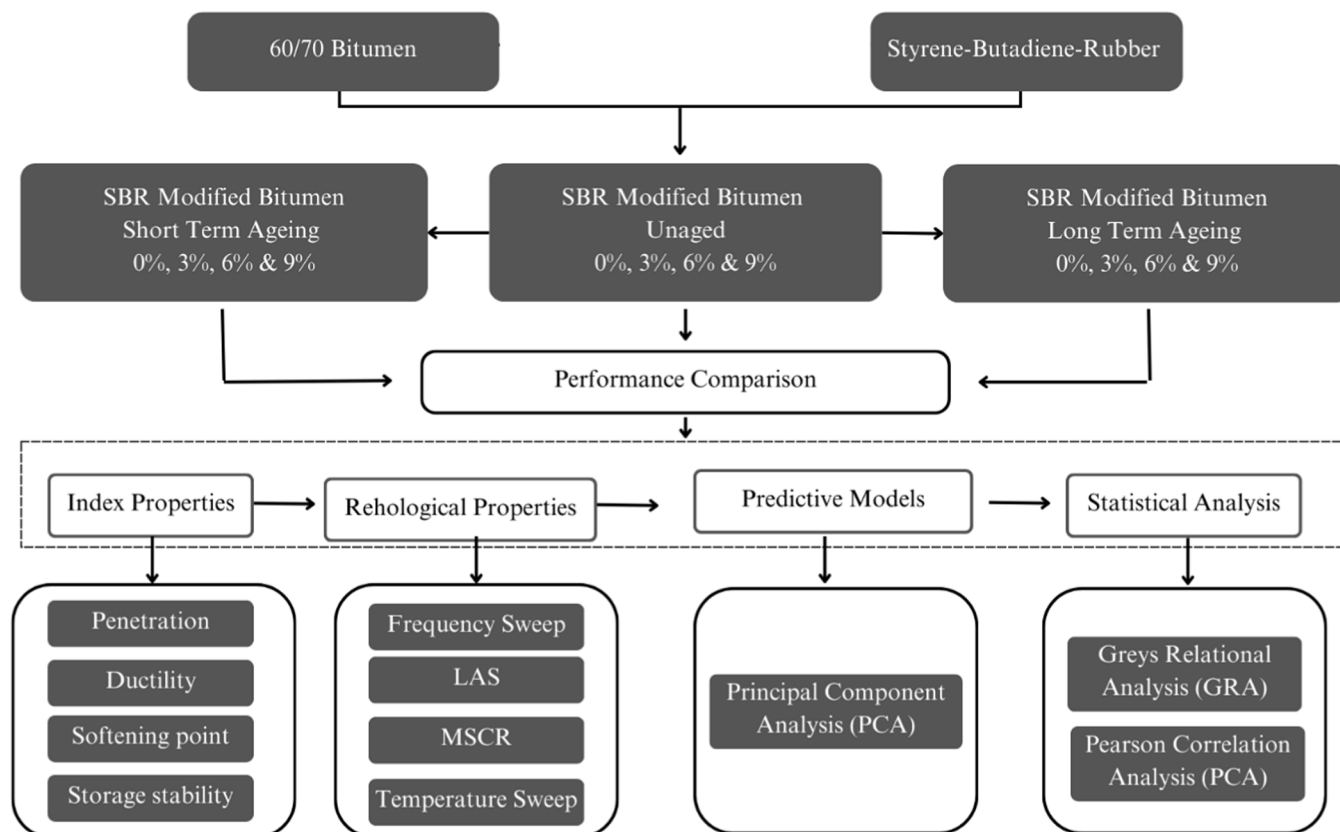 60/70 Bitumen
Styrene-Butadiene-Rubber
SBR Modified Bitumen
Short Term Ageing
0%, 3%, 6% & 9%
SBR Modified Bitumen
Unaged
0%, 3%, 6% & 9%
SBR Modified Bitumen
Long Term Ageing
0%, 3%, 6% & 9%
Performance Comparison
Index Properties
Rehological Properties
Predictive Models
Statistical Analysis
Penetration
Ductility
Softening point
Storage stability
Frequency Sweep
LAS
MSCR
Temperature Sweep
Principal Component
Analysis (PCA)
Greys Relational
Analysis (GRA)
Pearson Correlation
Analysis (PCA)